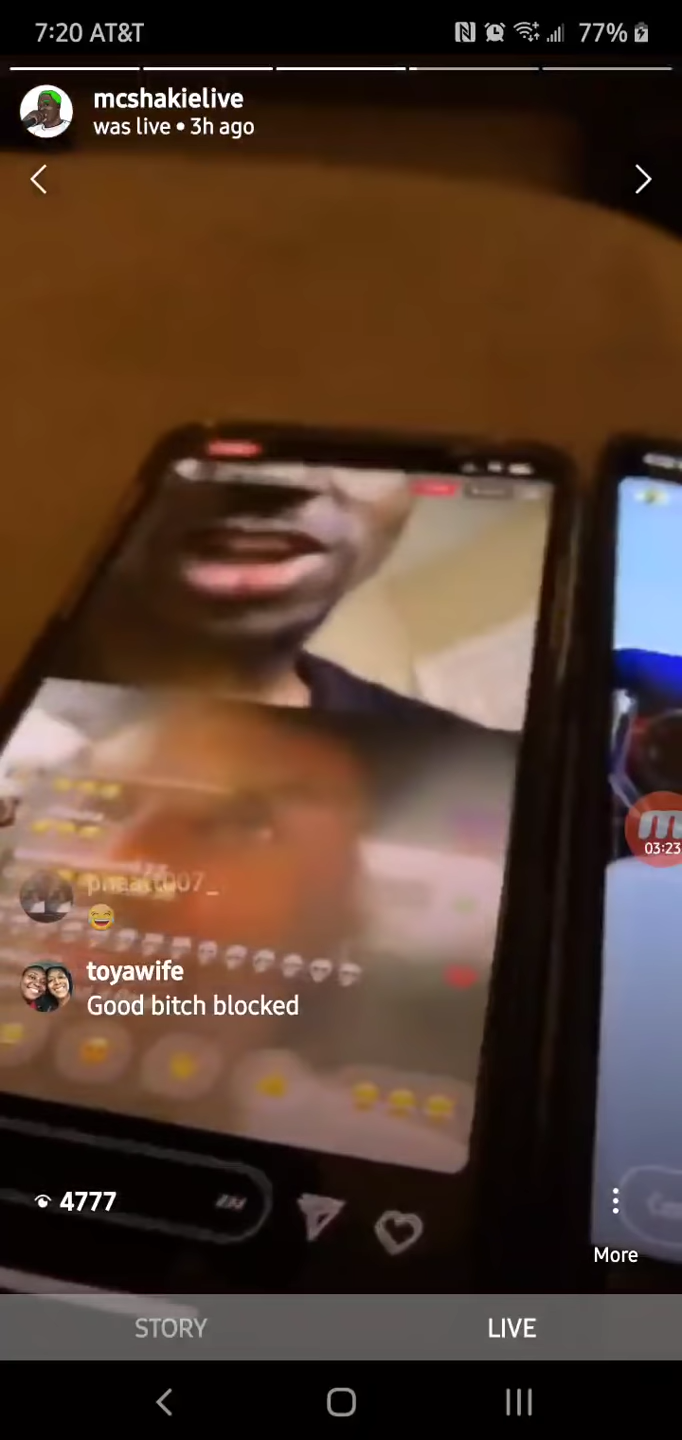 7:20 AT&T
77%
mcshakielive
was live • 3h ago
03:23
toyawife
Good bitch blocked
4777
More
STORY
LIVE